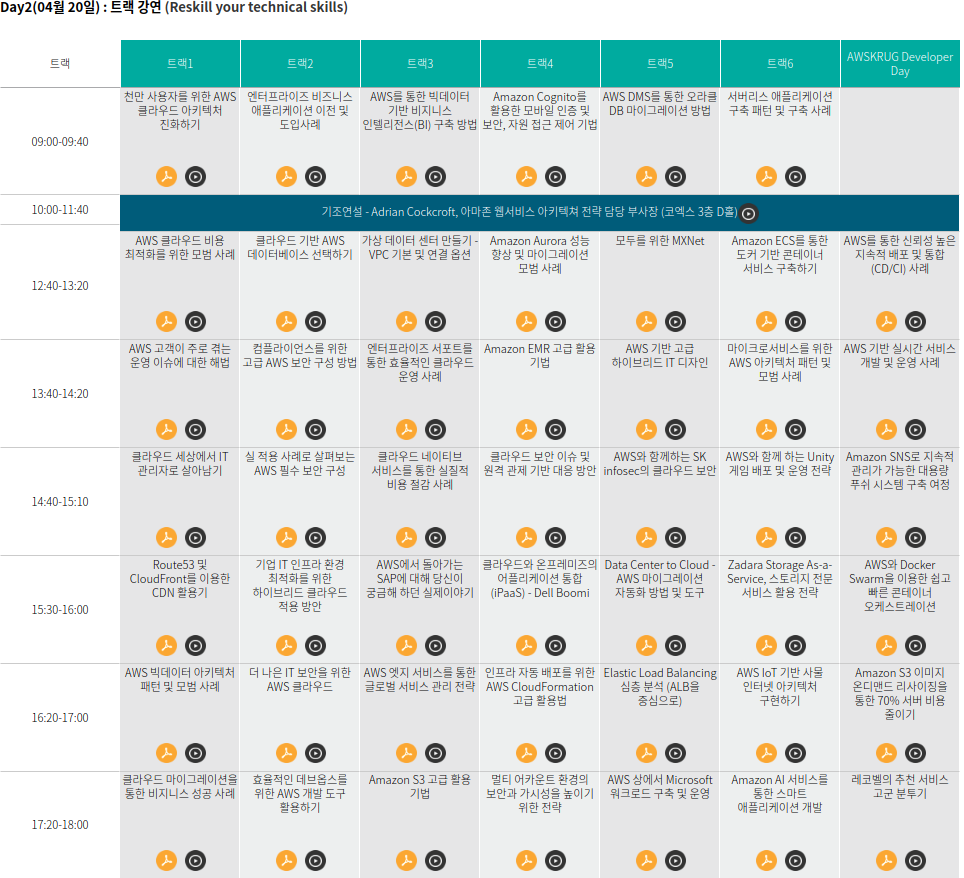 Day2(04월 20일) : 트랙 강연 (Reskill your technical skills)
트랙
트랙1
트랙2
트랙3
트랙4
트랙5
트랙6
AWSKRUG Developer
Day
09:00-09:40
천만 사용자를 위한 AWS
클라우드 아키텍처
진화하기
엔터프라이즈 비즈니스
애플리케이션 이전 및
도입사례
AWS를 통한 빅데이터
기반 비지니스
인텔리전스(BI) 구축 방법
Amazon Cognito를
활용한 모바일 인증 및
보안, 자원 접근 제어 기법
AWS DMS를 통한 오라클
DB 마이그레이션 방법
서버리스 애플리케이션
구축 패턴 및 구축 사례
10:00-11:40
기조연설 - Adrian Cockcroft, 아마존 웹서비스 아키텍쳐 전략 담당 부사장 (코엑스 3층 D홀)
12:40-13:20
AWS 클라우드 비용
최적화를 위한 모범 사례
클라우드 기반 AWS
데이터베이스 선택하기
가상 데이터 센터 만들기 -
VPC 기본 및 연결 옵션
Amazon Aurora 성능
향상 및 마이그레이션
모범 사례
모두를 위한 MXNet
Amazon ECS를 통한
도커 기반 콘테이너
서비스 구축하기
AWS를 통한 신뢰성 높은
지속적 배포 및 통합
(CD/CI) 사례
13:40-14:20
AWS 고객이 주로 겪는
운영 이슈에 대한 해법
컴플라이언스를 위한
고급 AWS 보안 구성 방법
엔터프라이즈 서포트를
통한 효율적인 클라우드
운영 사례
Amazon EMR 고급 활용
기법
AWS 기반 고급
하이브리드 IT 디자인
마이크로서비스를 위한
AWS 아키텍처 패턴 및
모범 사례
AWS 기반 실시간 서비스
개발 및 운영 사례
14:40-15:10
클라우드 세상에서 IT
관리자로 살아남기
실 적용 사례로 살펴보는
AWS 필수 보안 구성
클라우드 네이티브
서비스를 통한 실질적
비용 절감 사례
클라우드 보안 이슈 및
원격 관제 기반 대응 방안
AWS와 함께하는 SK
infosec의 클라우드 보안
AWS와 함께 하는 Unity
게임 배포 및 운영 전략
Amazon SNS로 지속적
관리가 가능한 대용량
푸쉬 시스템 구축 여정
15:30-16:00
Route53 및
CloudFront를 이용한
CDN 활용기
기업 IT 인프라 환경
최적화를 위한
하이브리드 클라우드
적용 방안
AWS에서 돌아가는
SAP에 대해 당신이
궁금해 하던 실제이야기
클라우드와 온프레미즈의
어플리케이션 통합
(iPaaS) - Dell Boomi
Data Center to Cloud -
AWS 마이그레이션
자동화 방법 및 도구
Zadara Storage As-a-
Service, 스토리지 전문
서비스 활용 전략
AWS와 Docker
Swarm을 이용한 쉽고
빠른 콘테이너
오케스트레이션
16:20-17:00
AWS 빅데이터 아키텍처
패턴 및 모범 사례
더 나은 IT 보안을 위한
AWS 클라우드
AWS 엣지 서비스를 통한
글로벌 서비스 관리 전략
인프라 자동 배포를 위한
AWS CloudFormation
고급 활용법
Elastic Load Balancing
심층 분석 (ALB을
중심으로)
AWS IoT 기반 사물
인터넷 아키텍처
구현하기
Amazon S3 이미지
온디맨드 리사이징을
통한 70% 서버 비용
줄이기
17:20-18:00
클라우드 마이그레이션을
통한 비지니스 성공 사례
효율적인 데브옵스를
위한 AWS 개발 도구
활용하기
Amazon S3 고급 활용
기법
멀티 어카운트 환경의
보안과 가시성을 높이기
위한 전략
AWS 상에서 Microsoft
워크로드 구축 및 운영
Amazon AI 서비스를
통한 스마트
애플리케이션 개발
레코벨의 추천 서비스
고군 분투기